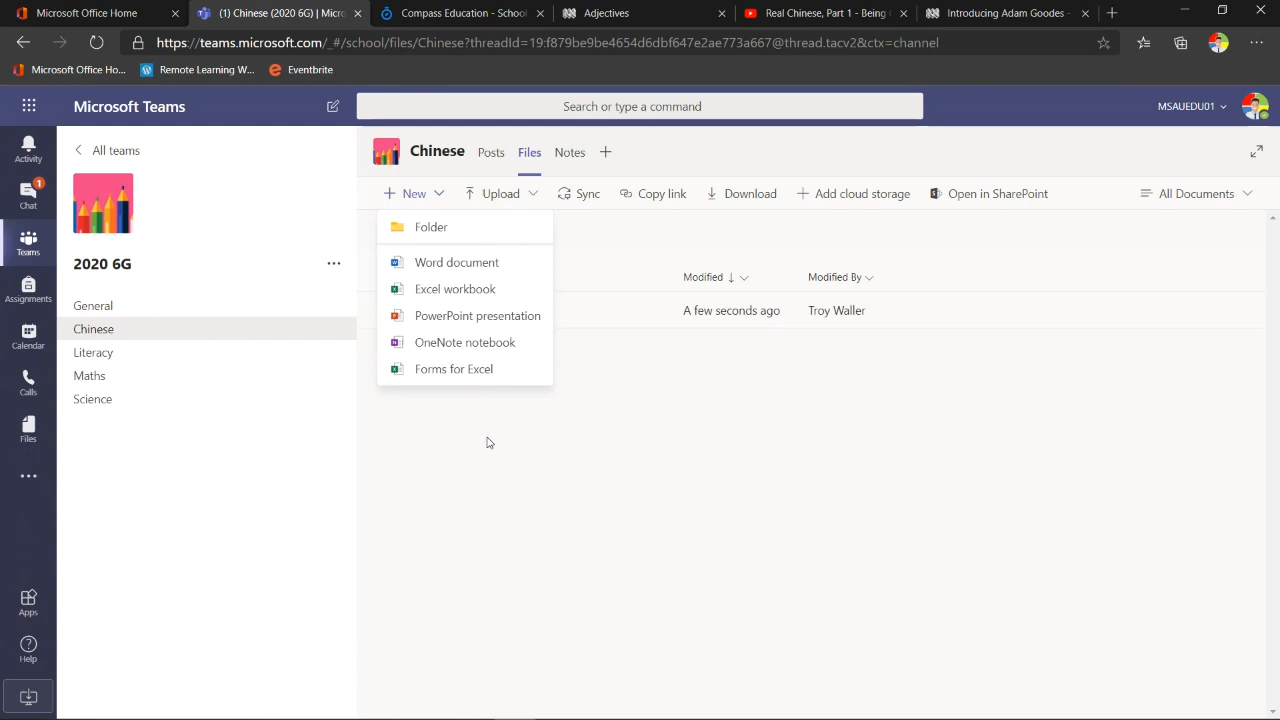 Microsoft Office Home
(1) Chinese (2020 6G) | Micro
Compass Education - School
Adjectives
Real Chinese, Part 1 - Being
Introducing Adam Goodes -
https://teams.microsoft.com/_#/school/files/Chinese?threadId=19:f879be9be4654d6dbf647e2ae773a667@thread.tacv2&ctx=channel
Microsoft Office Ho...
Remote Learning W...
Eventbrite
Microsoft Teams
Search or type a command
MSAUEDU01
Activity
Chat
1
Teams
Assignments
Calendar
Calls
Files
Apps
Help
All teams
2020 6G
General
Chinese
Literacy
Maths
Science
Chinese
Posts
Files
Notes
New
Upload
Sync
Copy link
Download
Add cloud storage
Open in SharePoint
All Documents
Folder
Word document
Excel workbook
PowerPoint presentation
OneNote notebook
Forms for Excel
Modified
Modified By
A few seconds ago
Troy Waller